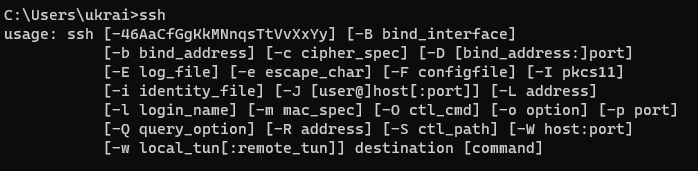 C:\Users\ukrai>ssh
usage: ssh [-46AaCfGgKkMNnqsTtVvXxYy] [-B bind_interface]
           [-b bind_address] [-c cipher_spec] [-D [bind_address:]port]
           [-E log_file] [-e escape_char] [-F configfile] [-I pkcs11]
           [-i identity_file] [-J [user@]host[:port]] [-L address]
           [-l login_name] [-m mac_spec] [-O ctl_cmd] [-o option] [-p port]
           [-Q query_option] [-R address] [-S ctl_path] [-W host:port]
           [-w local_tun[:remote_tun]] destination [command]